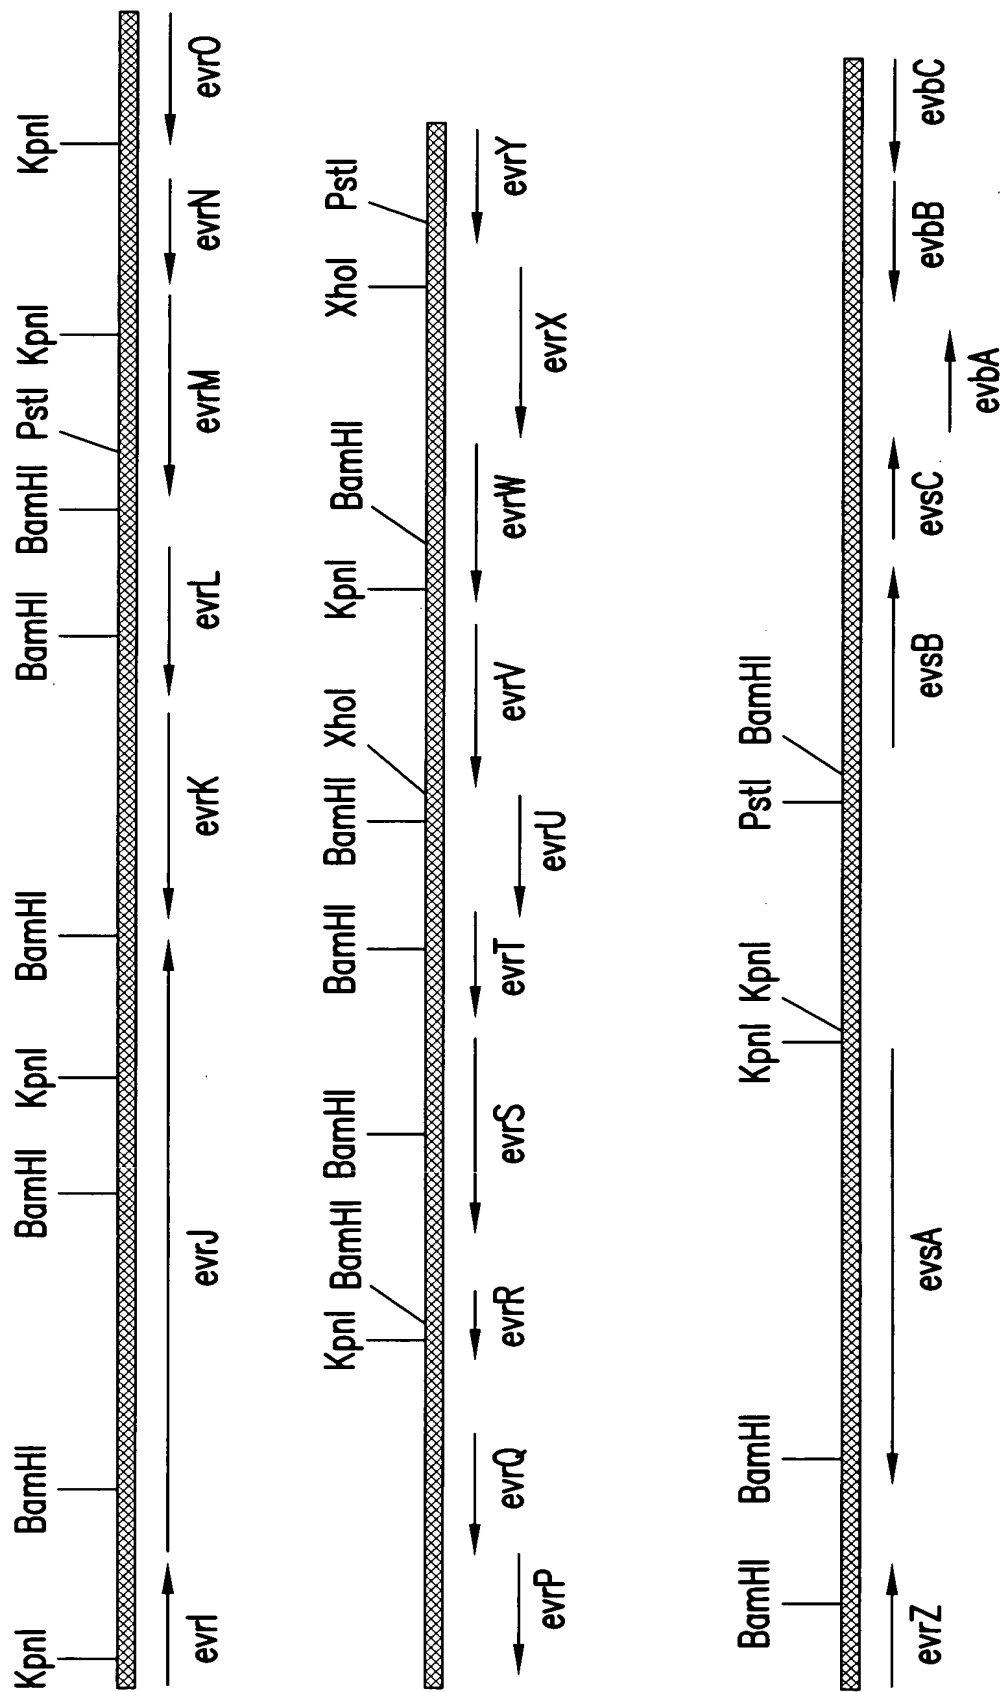 KpnI BamHI BamHI KpnI BamHI BamHI BamHI PstI KpnI KpnI
evrI evrJ evrK evrL evrM evrN evrO
KpnI BamHI BamHI BamHI BamHI XhoI KpnI BamHI XhoI PstI
evrP evrQ evrR evrS evrT evrU evrV evrW evrX evrY
BamHI BamHI KpnI KpnI PstI BamHI
evrZ evsA evsB evsC evbA evbB evbC